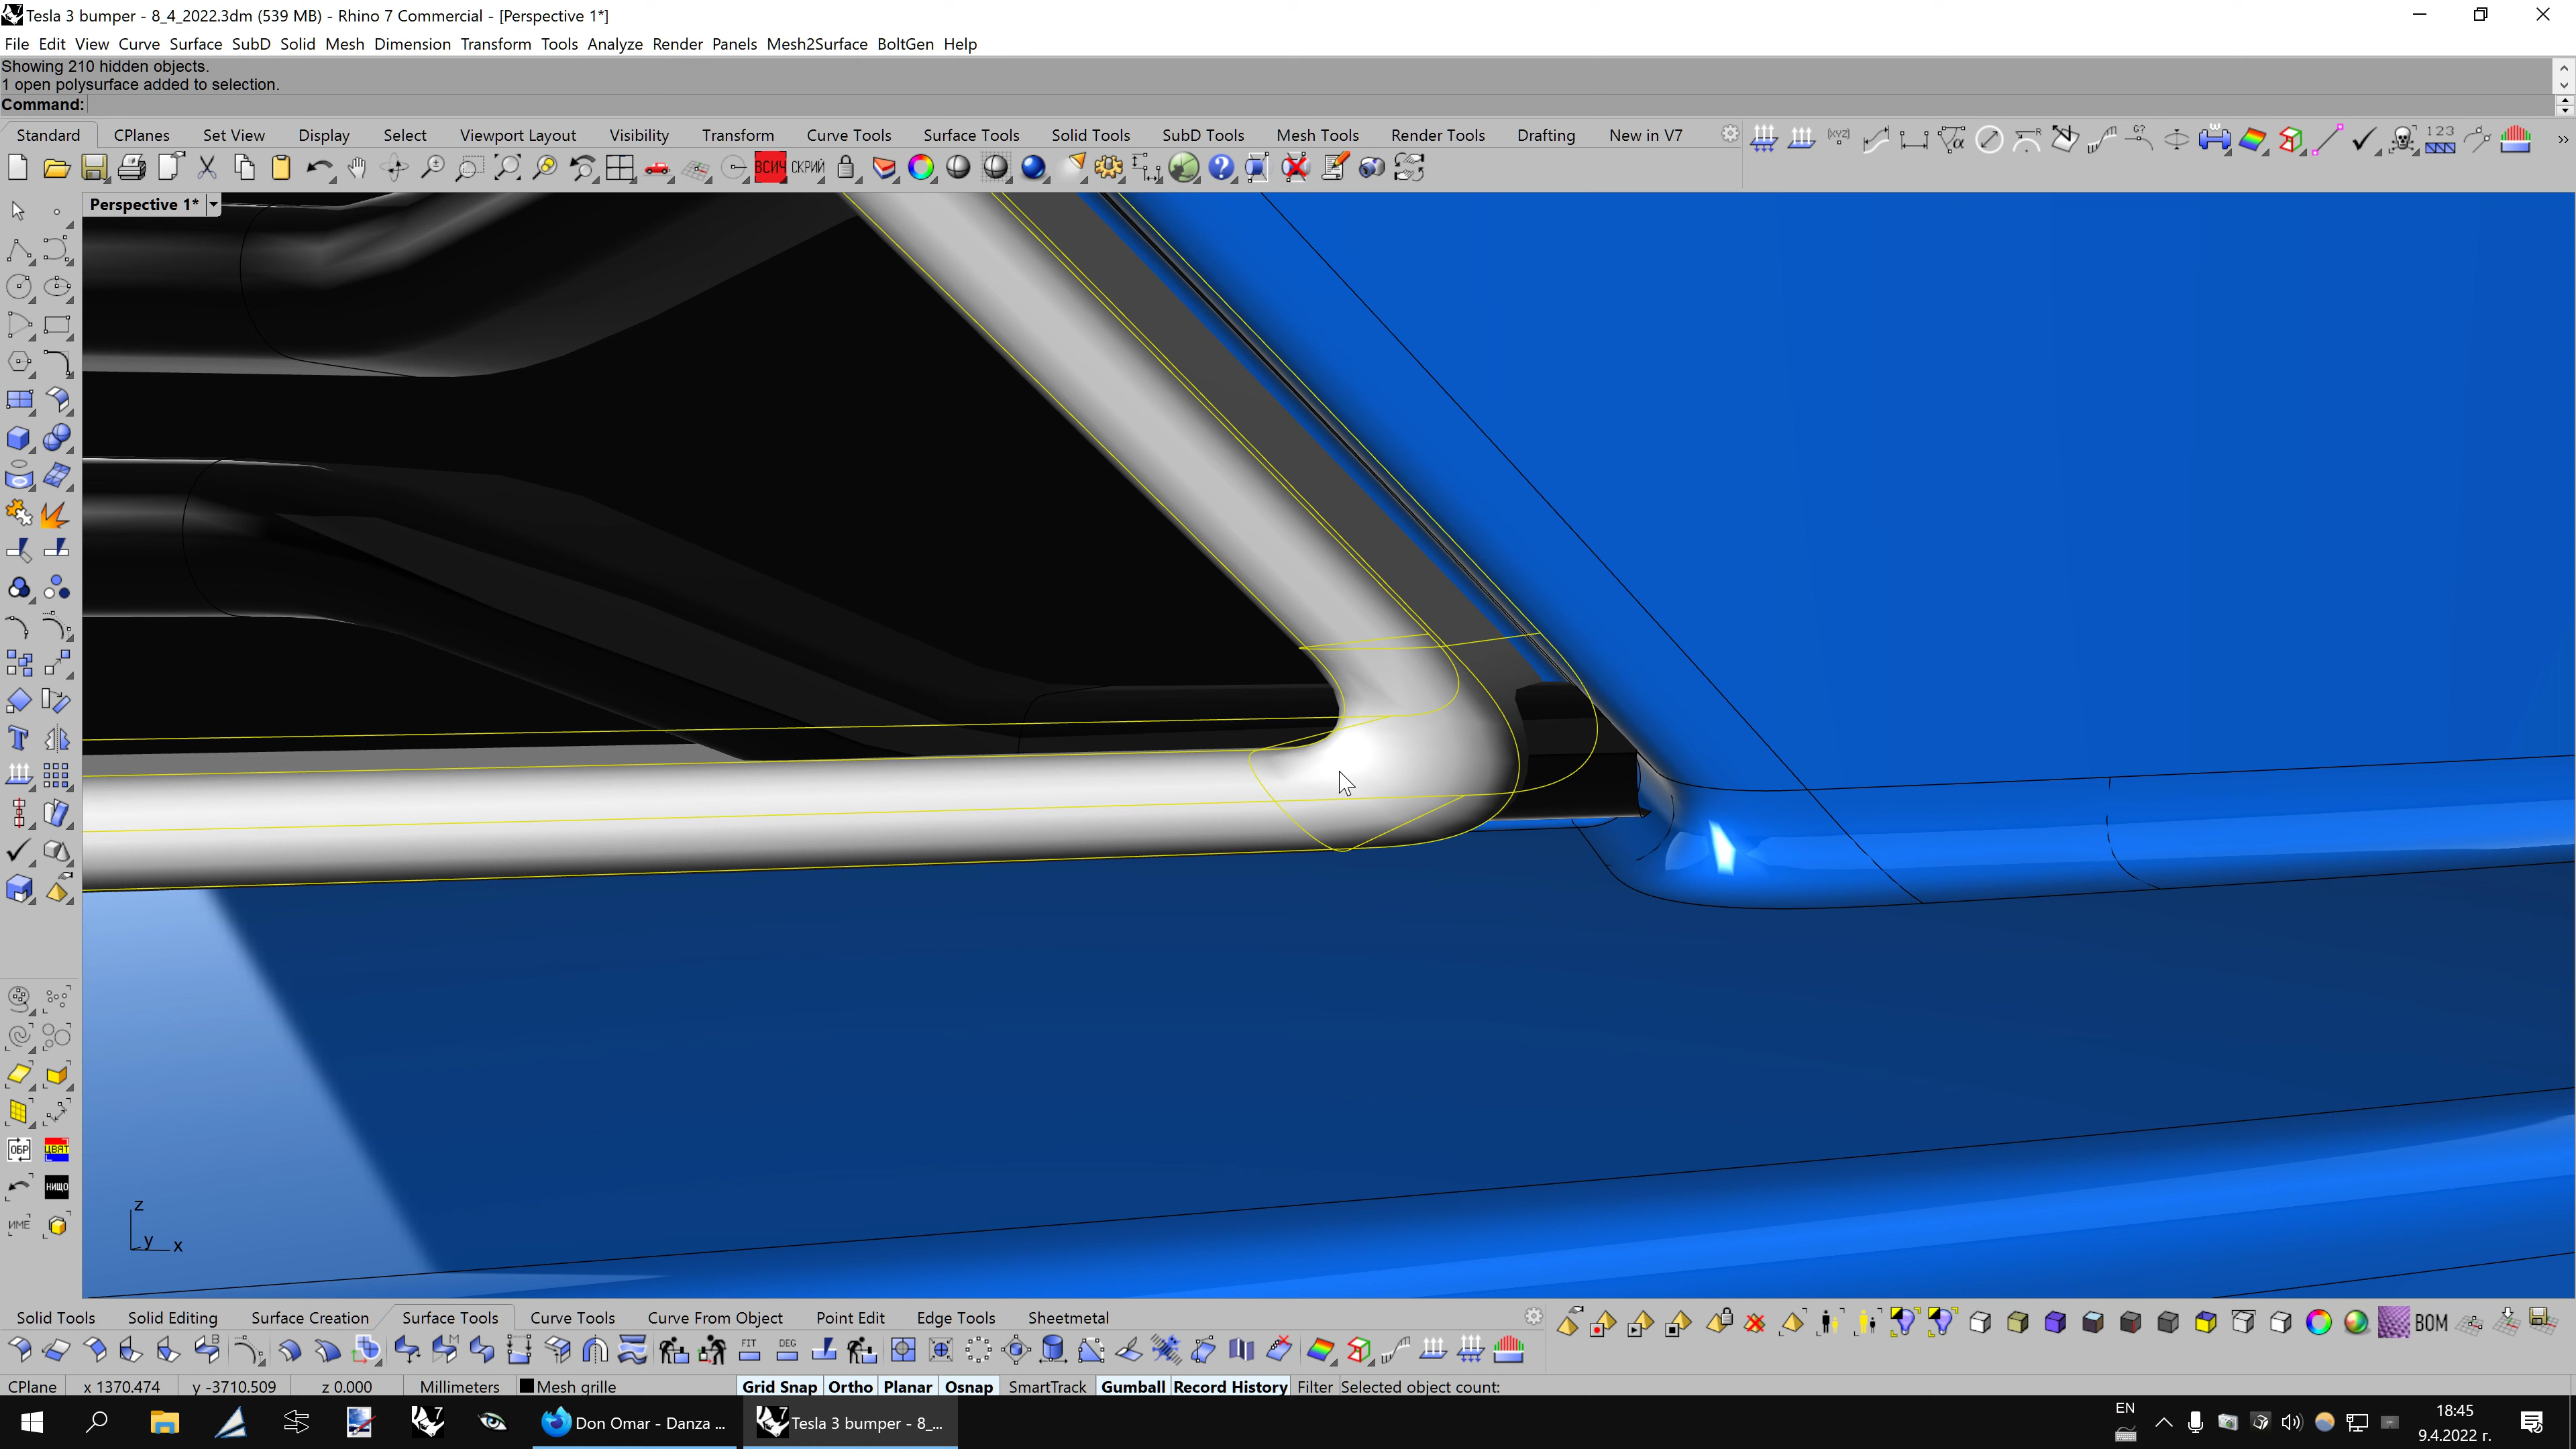 Tesla 3 bumper - 8_4_2022.3dm (539 MB) - Rhino 7 Commercial - [Perspective 1*]
File Edit View Curve Surface SubD Solid Mesh Dimension Transform Tools Analyze Render Panels Mesh2Surface BoltGen Help
Showing 210 hidden objects.
1 open polysurface added to selection.
Command:
Standard CPlanes Set View Display Select Viewport Layout Visibility Transform Curve Tools Surface Tools Solid Tools SubD Tools Mesh Tools Render Tools Drafting New in V7
ВСИЧ СКРИЙ
Perspective 1*
ОБР ЦВЯТ
НИЩО
ИМЕ
z
y x
Solid Tools Solid Editing Surface Creation Surface Tools Curve Tools Curve From Object Point Edit Edge Tools Sheetmetal
BOM
FIT DEG
CPlane x 1370.474 y -3710.509 z 0.000 Millimeters Mesh grille Grid Snap Ortho Planar Osnap SmartTrack Gumball Record History Filter Selected object count:
Don Omar - Danza ... Tesla 3 bumper - 8_...
EN
18:45
9.4.2022 г.